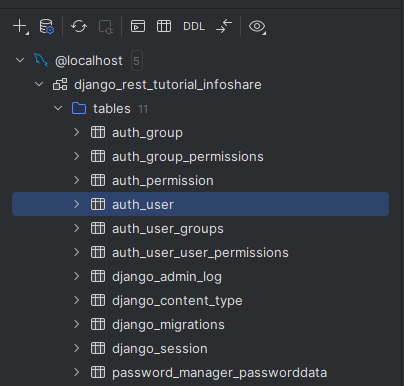 DDL
@localhost 5
django_rest_tutorial_infoshare
tables 11
auth_group
auth_group_permissions
auth_permission
auth_user
auth_user_groups
auth_user_user_permissions
django_admin_log
django_content_type
django_migrations
django_session
password_manager_passworddata